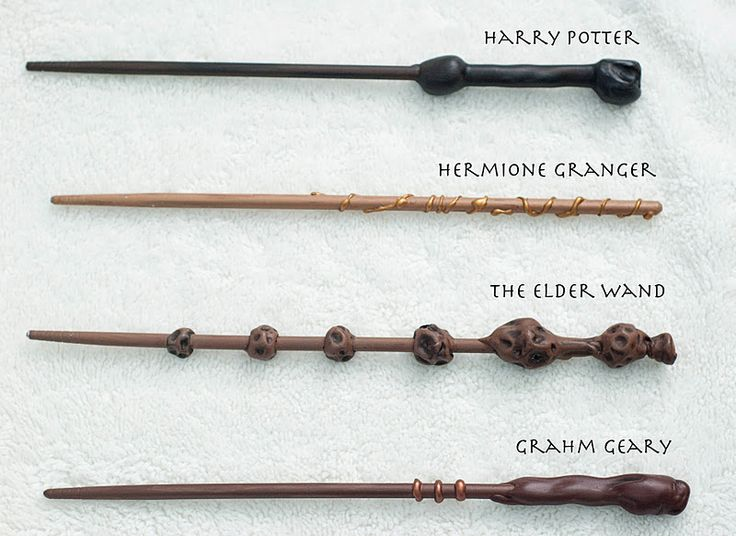 HARRY POTTER
HERMIONE GRANGER
THE ELDER WAND
GRAHM GEARY